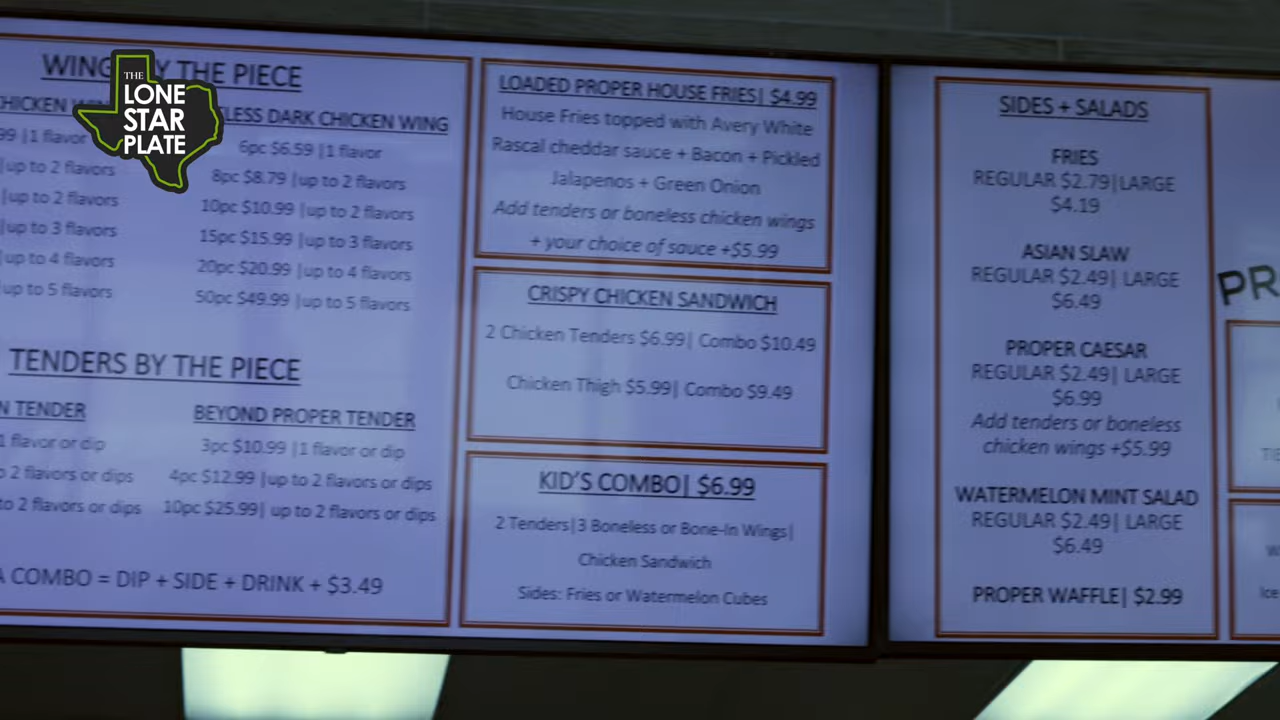 THE
LONE
STAR
PLATE
Y THE PIECE
CHICKEN
LESS DARK CHICKEN WING
99 |1 flavor
6pc $6.59 |1 flavor
|up to 2 flavors
8pc $8.79 |up to 2 flavors
|up to 2 flavors
10pc $10.99 |up to 2 flavors
|up to 3 flavors
15pc $15.99 |up to 3 flavors
|up to 4 flavors
20pc $20.99 |up to 4 flavors
|up to 5 flavors
50pc $49.99 |up to 5 flavors
TENDERS BY THE PIECE
N TENDER
BEYOND PROPER TENDER
1 flavor or dip
3pc $10.99 |1 flavor or dip
2 flavors or dips
4pc $12.99 |up to 2 flavors or dips
to 2 flavors or dips
10pc $25.99| up to 2 flavors or dips
A COMBO = DIP + SIDE + DRINK + $3.49
LOADED PROPER HOUSE FRIES| $4.99
House Fries topped with Avery White
Rascal cheddar sauce + Bacon + Pickled
Jalapenos + Green Onion
Add tenders or boneless chicken wings
+ your choice of sauce +$5.99
CRISPY CHICKEN SANDWICH
2 Chicken Tenders $6.99| Combo $10.49
Chicken Thigh $5.99| Combo $9.49
KID'S COMBO| $6.99
2 Tenders|3 Boneless or Bone-In Wings|
Chicken Sandwich
Sides: Fries or Watermelon Cubes
SIDES + SALADS
FRIES
REGULAR $2.79|LARGE
$4.19
ASIAN SLAW
REGULAR $2.49| LARGE
$6.49
PROPER CAESAR
REGULAR $2.49| LARGE
$6.99
Add tenders or boneless
chicken wings +$5.99
WATERMELON MINT SALAD
REGULAR $2.49| LARGE
$6.49
PROPER WAFFLE| $2.99
PR
Ice